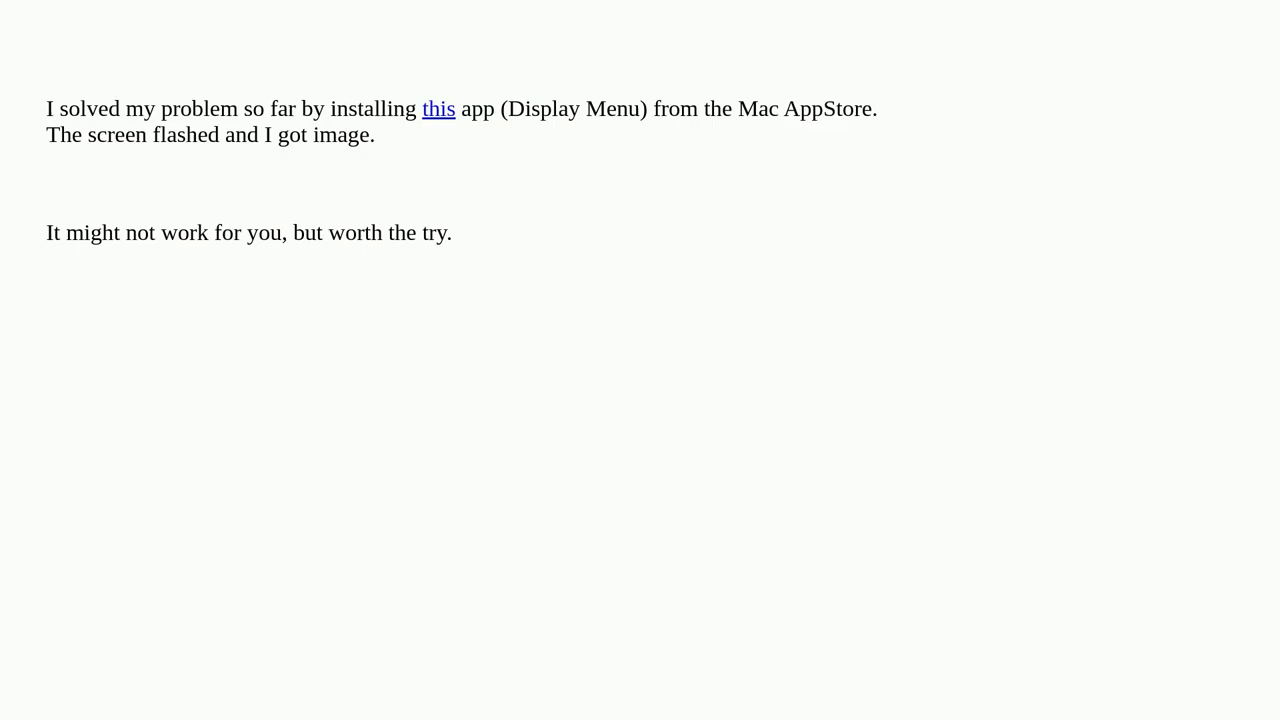 I solved my problem so far by installing this app (Display Menu) from the Mac AppStore.
The screen flashed and I got image.
It might not work for you, but worth the try.